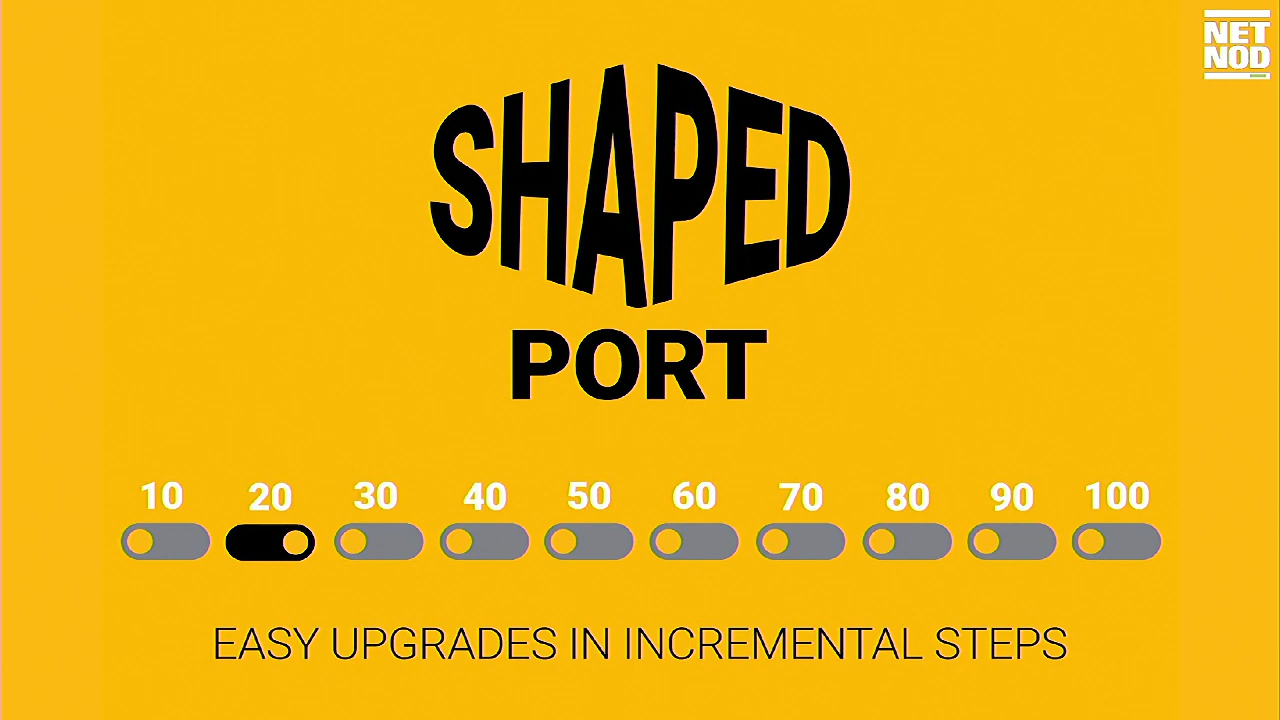 NET
NOD
SHAPED
PORT
10 20 30 40 50 60 70 80 90 100
EASY UPGRADES IN INCREMENTAL STEPS